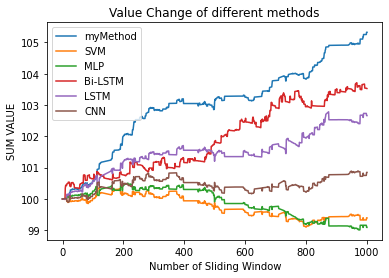 Value Change of different methods
myMethod
SVM
MLP
Bi-LSTM
LSTM
CNN
SUM VALUE
105
104
103
102
101
100
99
0
200
400
600
800
1000
Number of Sliding Window